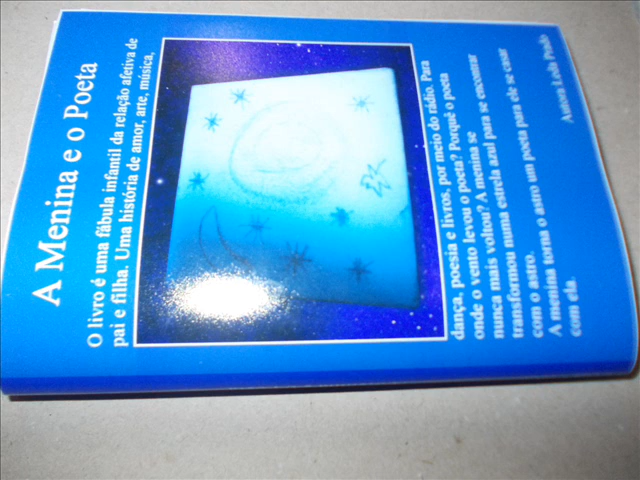 A Menina e o Poeta
O livro é uma fábula infantil da relação afetiva de
pai e filha. Uma história de amor, arte, música,
dança, poesia e livros, por meio do rádio. Para
onde o vento levou o poeta? Porquê o poeta
nunca mais voltou? A menina se
transformou numa estrela azul para se encontrar
com o astro.
A menina torna o astro um poeta para ele se casar
com ela.
Autora Leila Prado